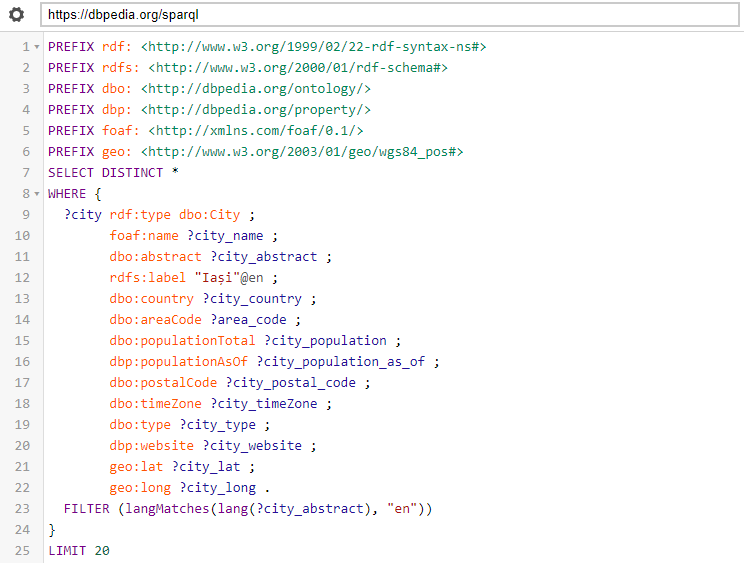 https://dbpedia.org/sparql
1 PREFIX rdf: <http://www.w3.org/1999/02/22-rdf-syntax-ns#>
2 PREFIX rdfs: <http://www.w3.org/2000/01/rdf-schema#>
3 PREFIX dbo: <http://dbpedia.org/ontology/>
4 PREFIX dbp: <http://dbpedia.org/property/>
5 PREFIX foaf: <http://xmlns.com/foaf/0.1/>
6 PREFIX geo: <http://www.w3.org/2003/01/geo/wgs84_pos#>
7 SELECT DISTINCT *
8 WHERE {
9   ?city rdf:type dbo:City ;
10         foaf:name ?city_name ;
11         dbo:abstract ?city_abstract ;
12         rdfs:label "Iași"@en ;
13         dbo:country ?city_country ;
14         dbo:areaCode ?area_code ;
15         dbo:populationTotal ?city_population ;
16         dbp:populationAsOf ?city_population_as_of ;
17         dbo:postalCode ?city_postal_code ;
18         dbo:timeZone ?city_timeZone ;
19         dbo:type ?city_type ;
20         dbp:website ?city_website ;
21         geo:lat ?city_lat ;
22         geo:long ?city_long .
23   FILTER (langMatches(lang(?city_abstract), "en"))
24 }
25 LIMIT 20